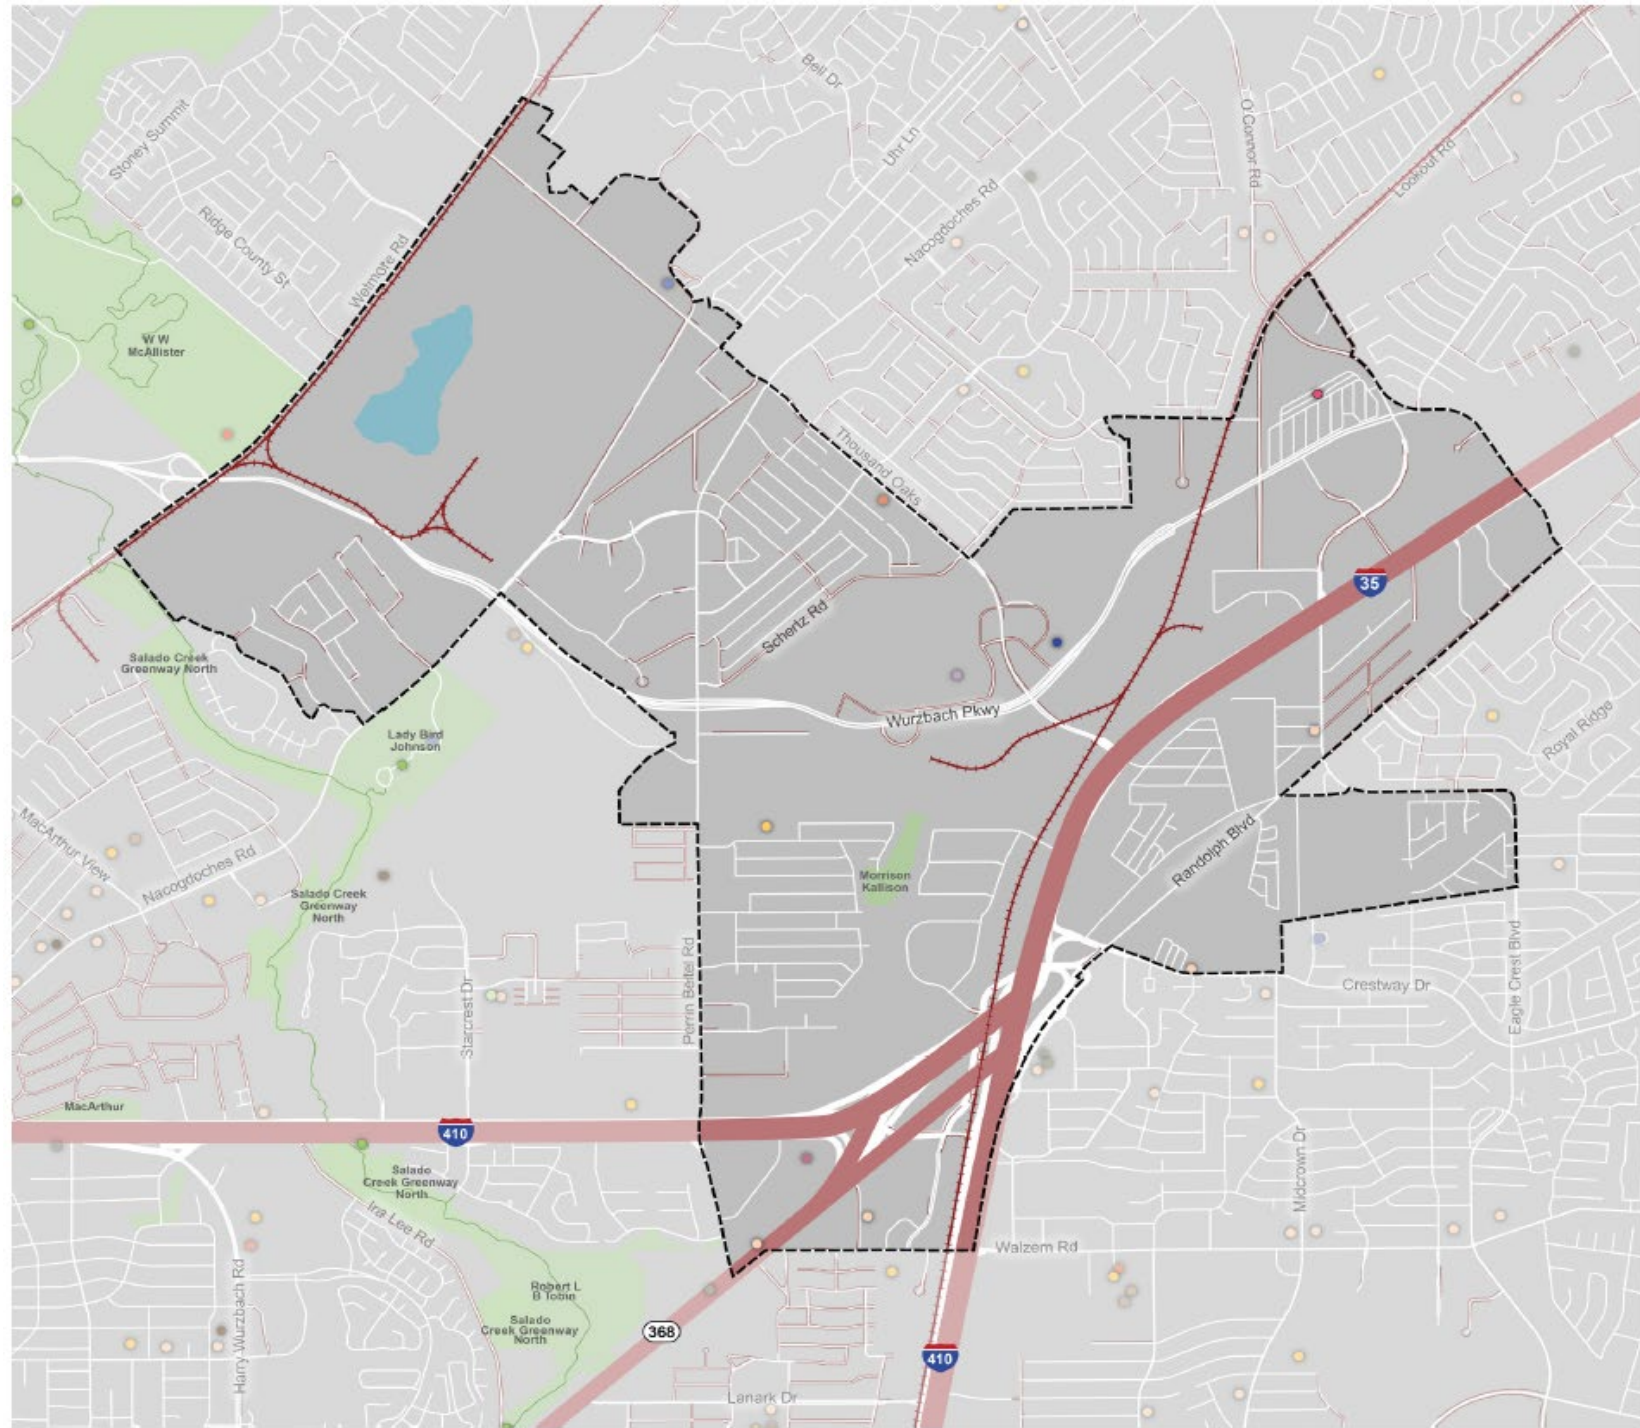 Bell Dr
Stoney Summit
O'Connor Rd
Uhr Ln
Lookout Rd
Nacogdoches Rd
Ridge County St
Wetmore Rd
W W
McAllister
Thousand Oaks
35
Schertz Rd
Salado Creek
Greenway North
Wurzbach Pkwy
Royal Ridge
Lady Bird
Johnson
MacArthur View
Randolph Blvd
Nacogdoches Rd
Morrison
Kallison
Salado Creek
Greenway
North
Perrin Beitel Rd
Starcrest Dr
Eagle Crest Blvd
Crestway Dr
MacArthur
410
Salado
Creek Greenway
North
Midcrown Dr
Ira Lee Rd
Walzem Rd
Harry Wurzbach Rd
Robert L
B Tobin
Salado
Creek Greenway
North
368
410
Lanark Dr